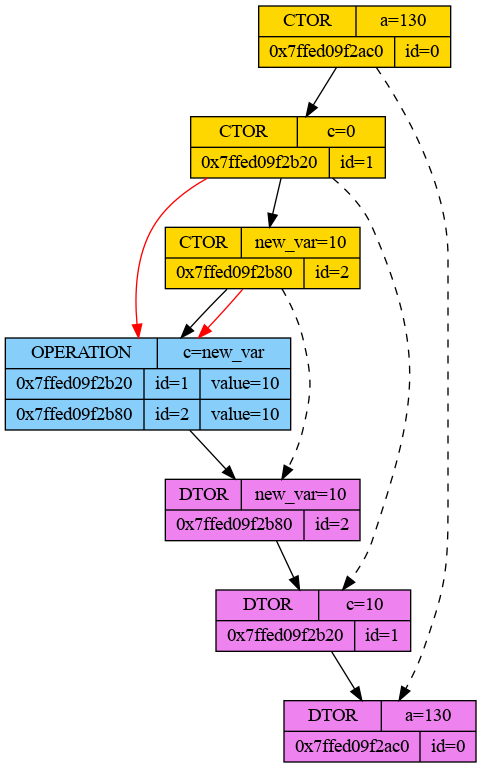 CTOR a=130
0x7ffed09f2ac0 id=0
CTOR c=0
0x7ffed09f2b20 id=1
CTOR new_var=10
0x7ffed09f2b80 id=2
OPERATION c=new_var
0x7ffed09f2b20 id=1 value=10
0x7ffed09f2b80 id=2 value=10
DTOR new_var=10
0x7ffed09f2b80 id=2
DTOR c=10
0x7ffed09f2b20 id=1
DTOR a=130
0x7ffed09f2ac0 id=0